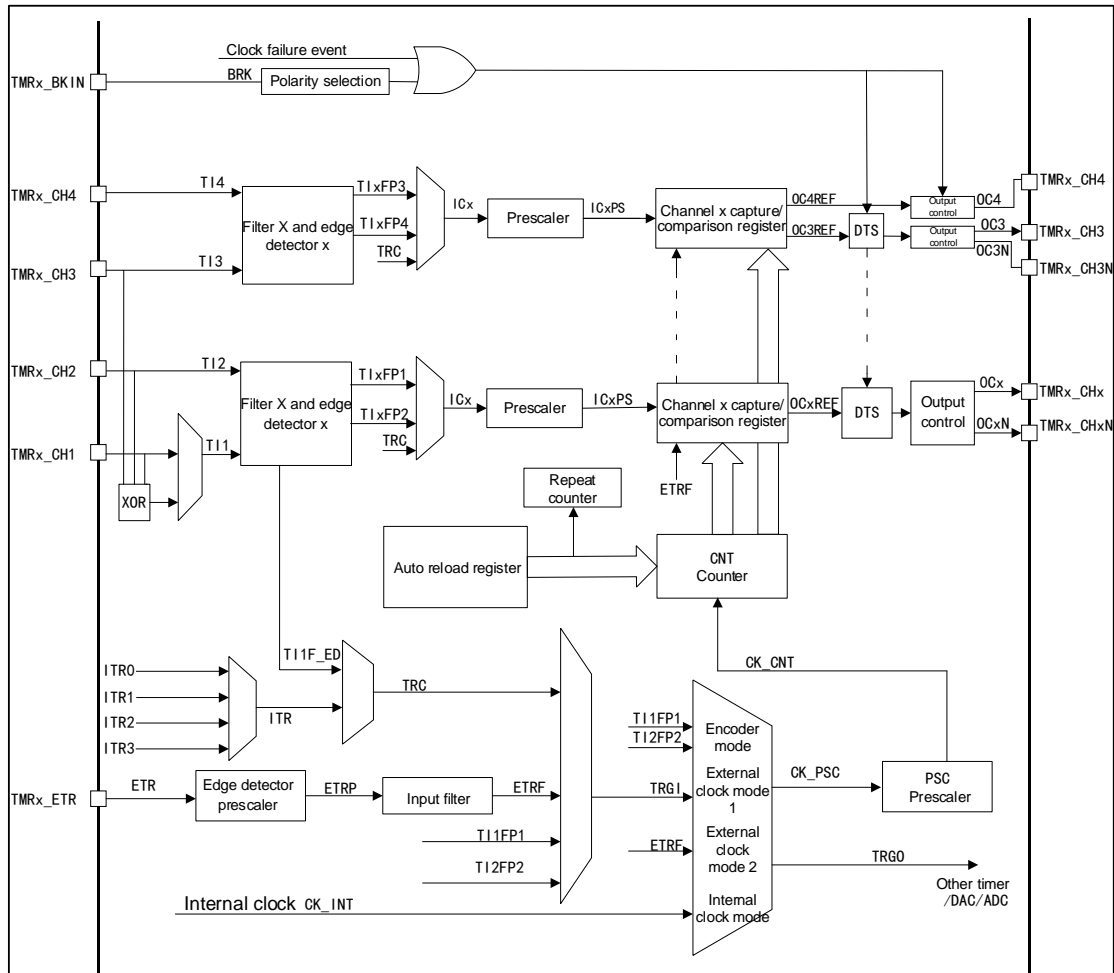 Clock failure event
TMRx_BKIN
BRK
Polarity selection
TMRx_CH4
TI4
TIxFP3
ICx
ICxPS
OC4REF
OC4
TMRx_CH4
Filter X and edge
detector x
Prescaler
Channel x capture/
comparison register
Output
control
TIxFP4
OC3REF
DTS
Output
control
OC3
TMRx_CH3
TRC
OC3N
TMRx_CH3
TI3
TMRx_CH3N
TMRx_CH2
TI2
TIxFP1
ICx
ICxPS
OCxREF
OCx
TMRx_CHx
Filter X and edge
detector x
Prescaler
Channel x capture/
comparison register
DTS
Output
control
TIxFP2
OCxN
TMRx_CHxN
TRC
TMRx_CH1
TI1
XOR
ETRF
Repeat
counter
Auto reload register
CNT
Counter
TI1F_ED
CK_CNT
ITR0
ITR1
ITR2
ITR3
ITR
TRC
TI1FP1
TI2FP2
Encoder
mode
CK_PSC
PSC
Prescaler
TMRx_ETR
ETR
Edge detector
prescaler
ETRP
Input filter
ETRF
TRGI
External
clock mode
1
TI1FP1
ETRF
External
clock
mode 2
TRGO
TI2FP2
Other timer
/DAC/ADC
Internal clock CK_INT
Internal
clock mode